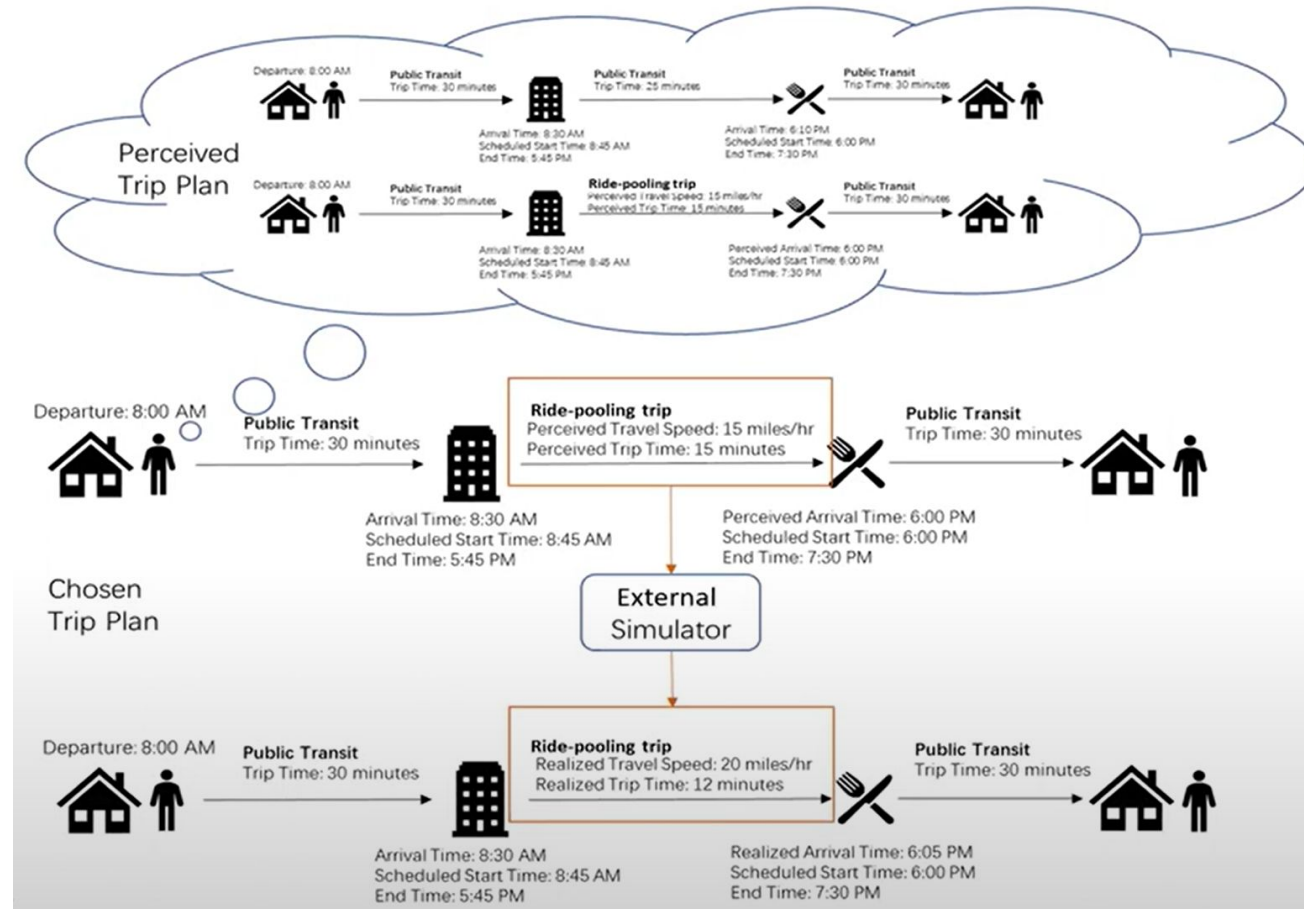 Departure: 8:00 AM
Public Transit
Trip Time: 30 minutes
Public Transit
Trip Time: 25 minutes
Public Transit
Trip Time: 30 minutes
Arrival Time: 8:30 AM
Scheduled Start Time: 8:45 AM
End Time: 5:45 PM
Arrival Time: 6:10 PM
Scheduled Start Time: 6:00 PM
End Time: 7:30 PM
Perceived
Trip Plan
Departure: 8:00 AM
Public Transit
Trip Time: 30 minutes
Ride-pooling trip
Perceived Travel Speed: 15 miles/hr
Perceived Trip Time: 15 minutes
Public Transit
Trip Time: 30 minutes
Arrival Time: 8:30 AM
Scheduled Start Time: 8:45 AM
End Time: 5:45 PM
Perceived Arrival Time: 6:00 PM
Scheduled Start Time: 6:00 PM
End Time: 7:30 PM
Departure: 8:00 AM
Public Transit
Trip Time: 30 minutes
Ride-pooling trip
Perceived Travel Speed: 15 miles/hr
Perceived Trip Time: 15 minutes
Public Transit
Trip Time: 30 minutes
Arrival Time: 8:30 AM
Scheduled Start Time: 8:45 AM
End Time: 5:45 PM
Perceived Arrival Time: 6:00 PM
Scheduled Start Time: 6:00 PM
End Time: 7:30 PM
Chosen
Trip Plan
External
Simulator
Departure: 8:00 AM
Public Transit
Trip Time: 30 minutes
Ride-pooling trip
Realized Travel Speed: 20 miles/hr
Realized Trip Time: 12 minutes
Public Transit
Trip Time: 30 minutes
Arrival Time: 8:30 AM
Scheduled Start Time: 8:45 AM
End Time: 5:45 PM
Realized Arrival Time: 6:05 PM
Scheduled Start Time: 6:00 PM
End Time: 7:30 PM